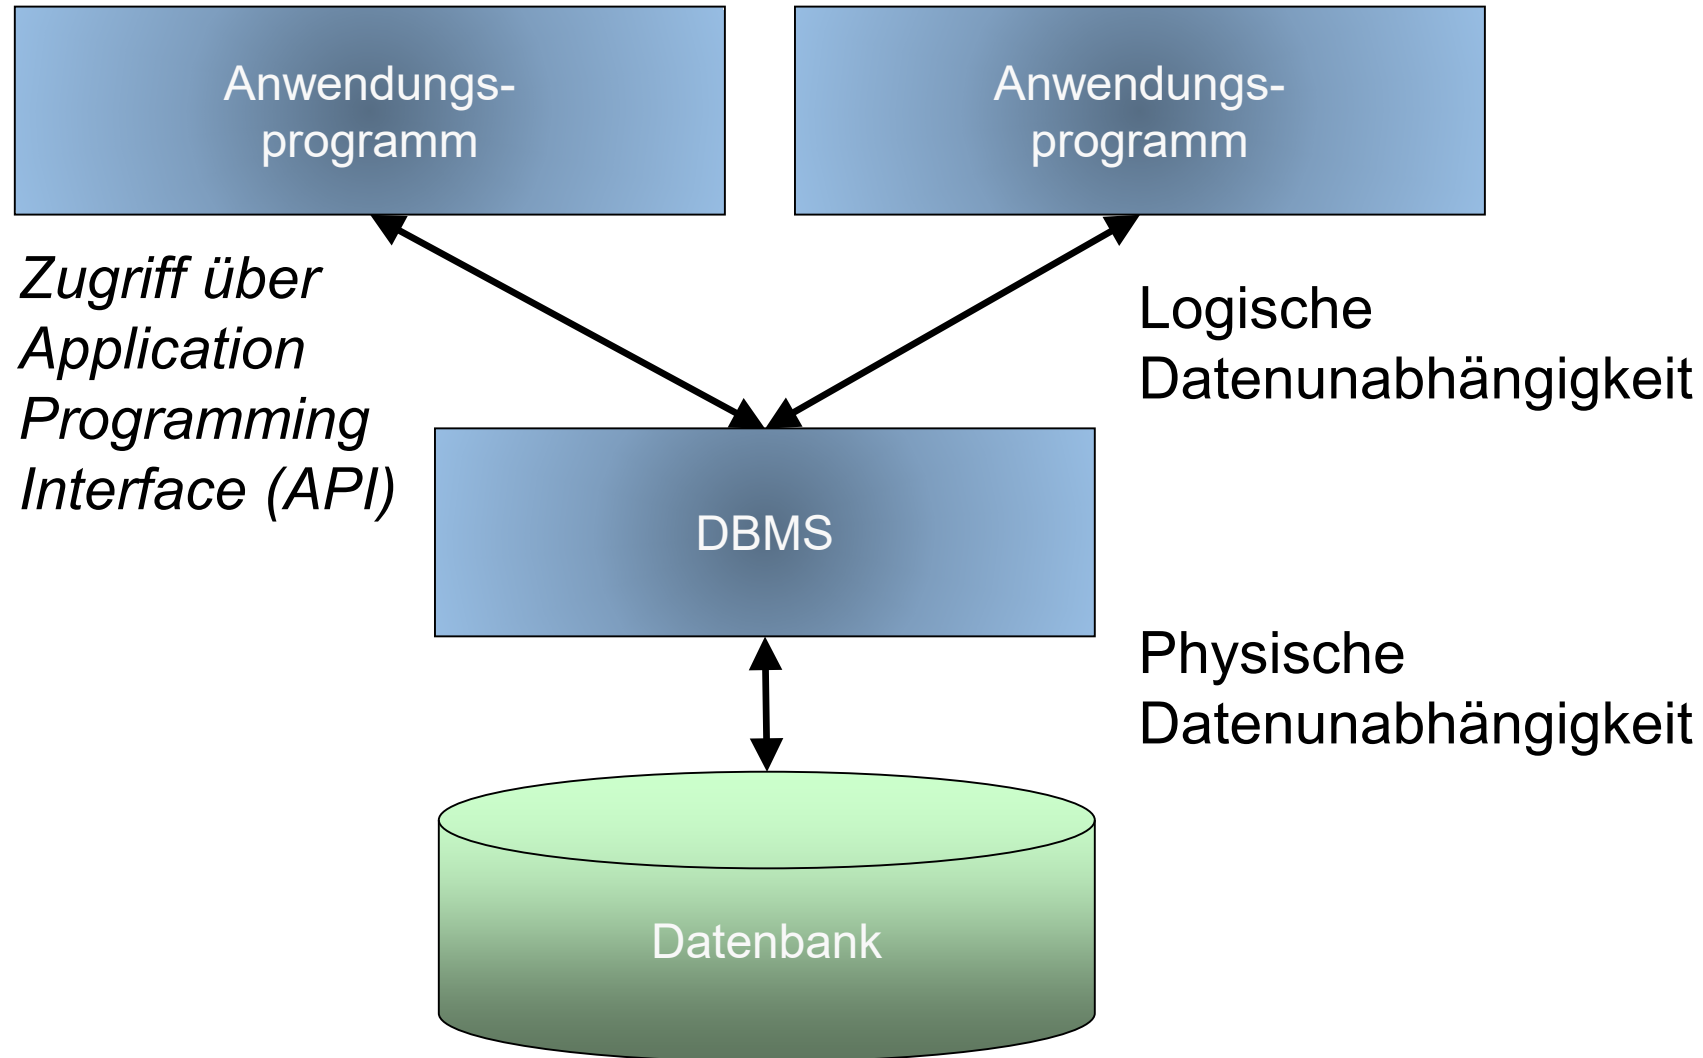 Anwendungs-
programm
Anwendungs-
programm
Zugriff über
Application
Programming
Interface (API)
Logische
Datenunabhängigkeit
DBMS
Physische
Datenunabhängigkeit
Datenbank